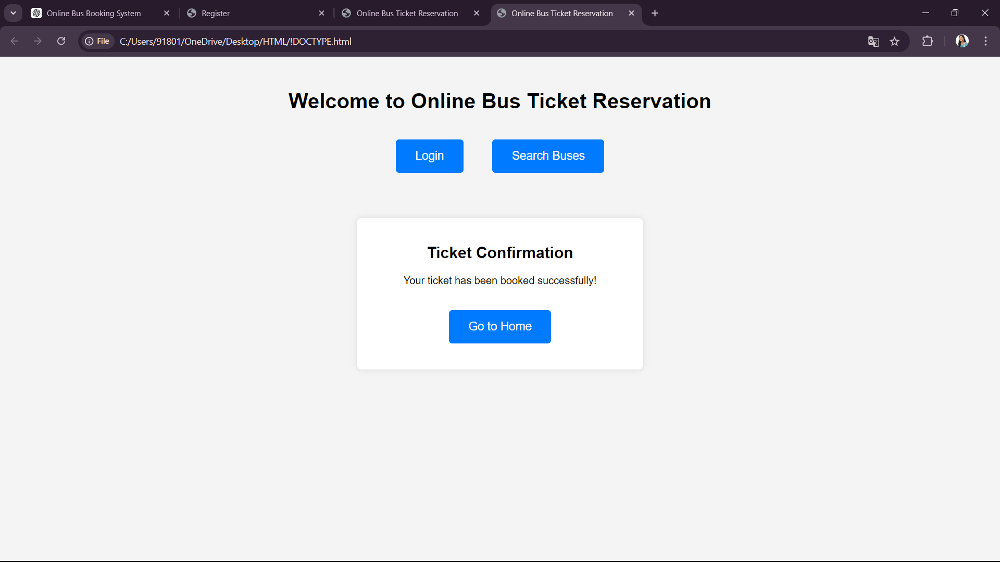 Online Bus Booking System
Register
Online Bus Ticket Reservation
Online Bus Ticket Reservation
File
C:/Users/91801/OneDrive/Desktop/HTML/!DOCTYPE.html
Welcome to Online Bus Ticket Reservation
Login
Search Buses
Ticket Confirmation
Your ticket has been booked successfully!
Go to Home